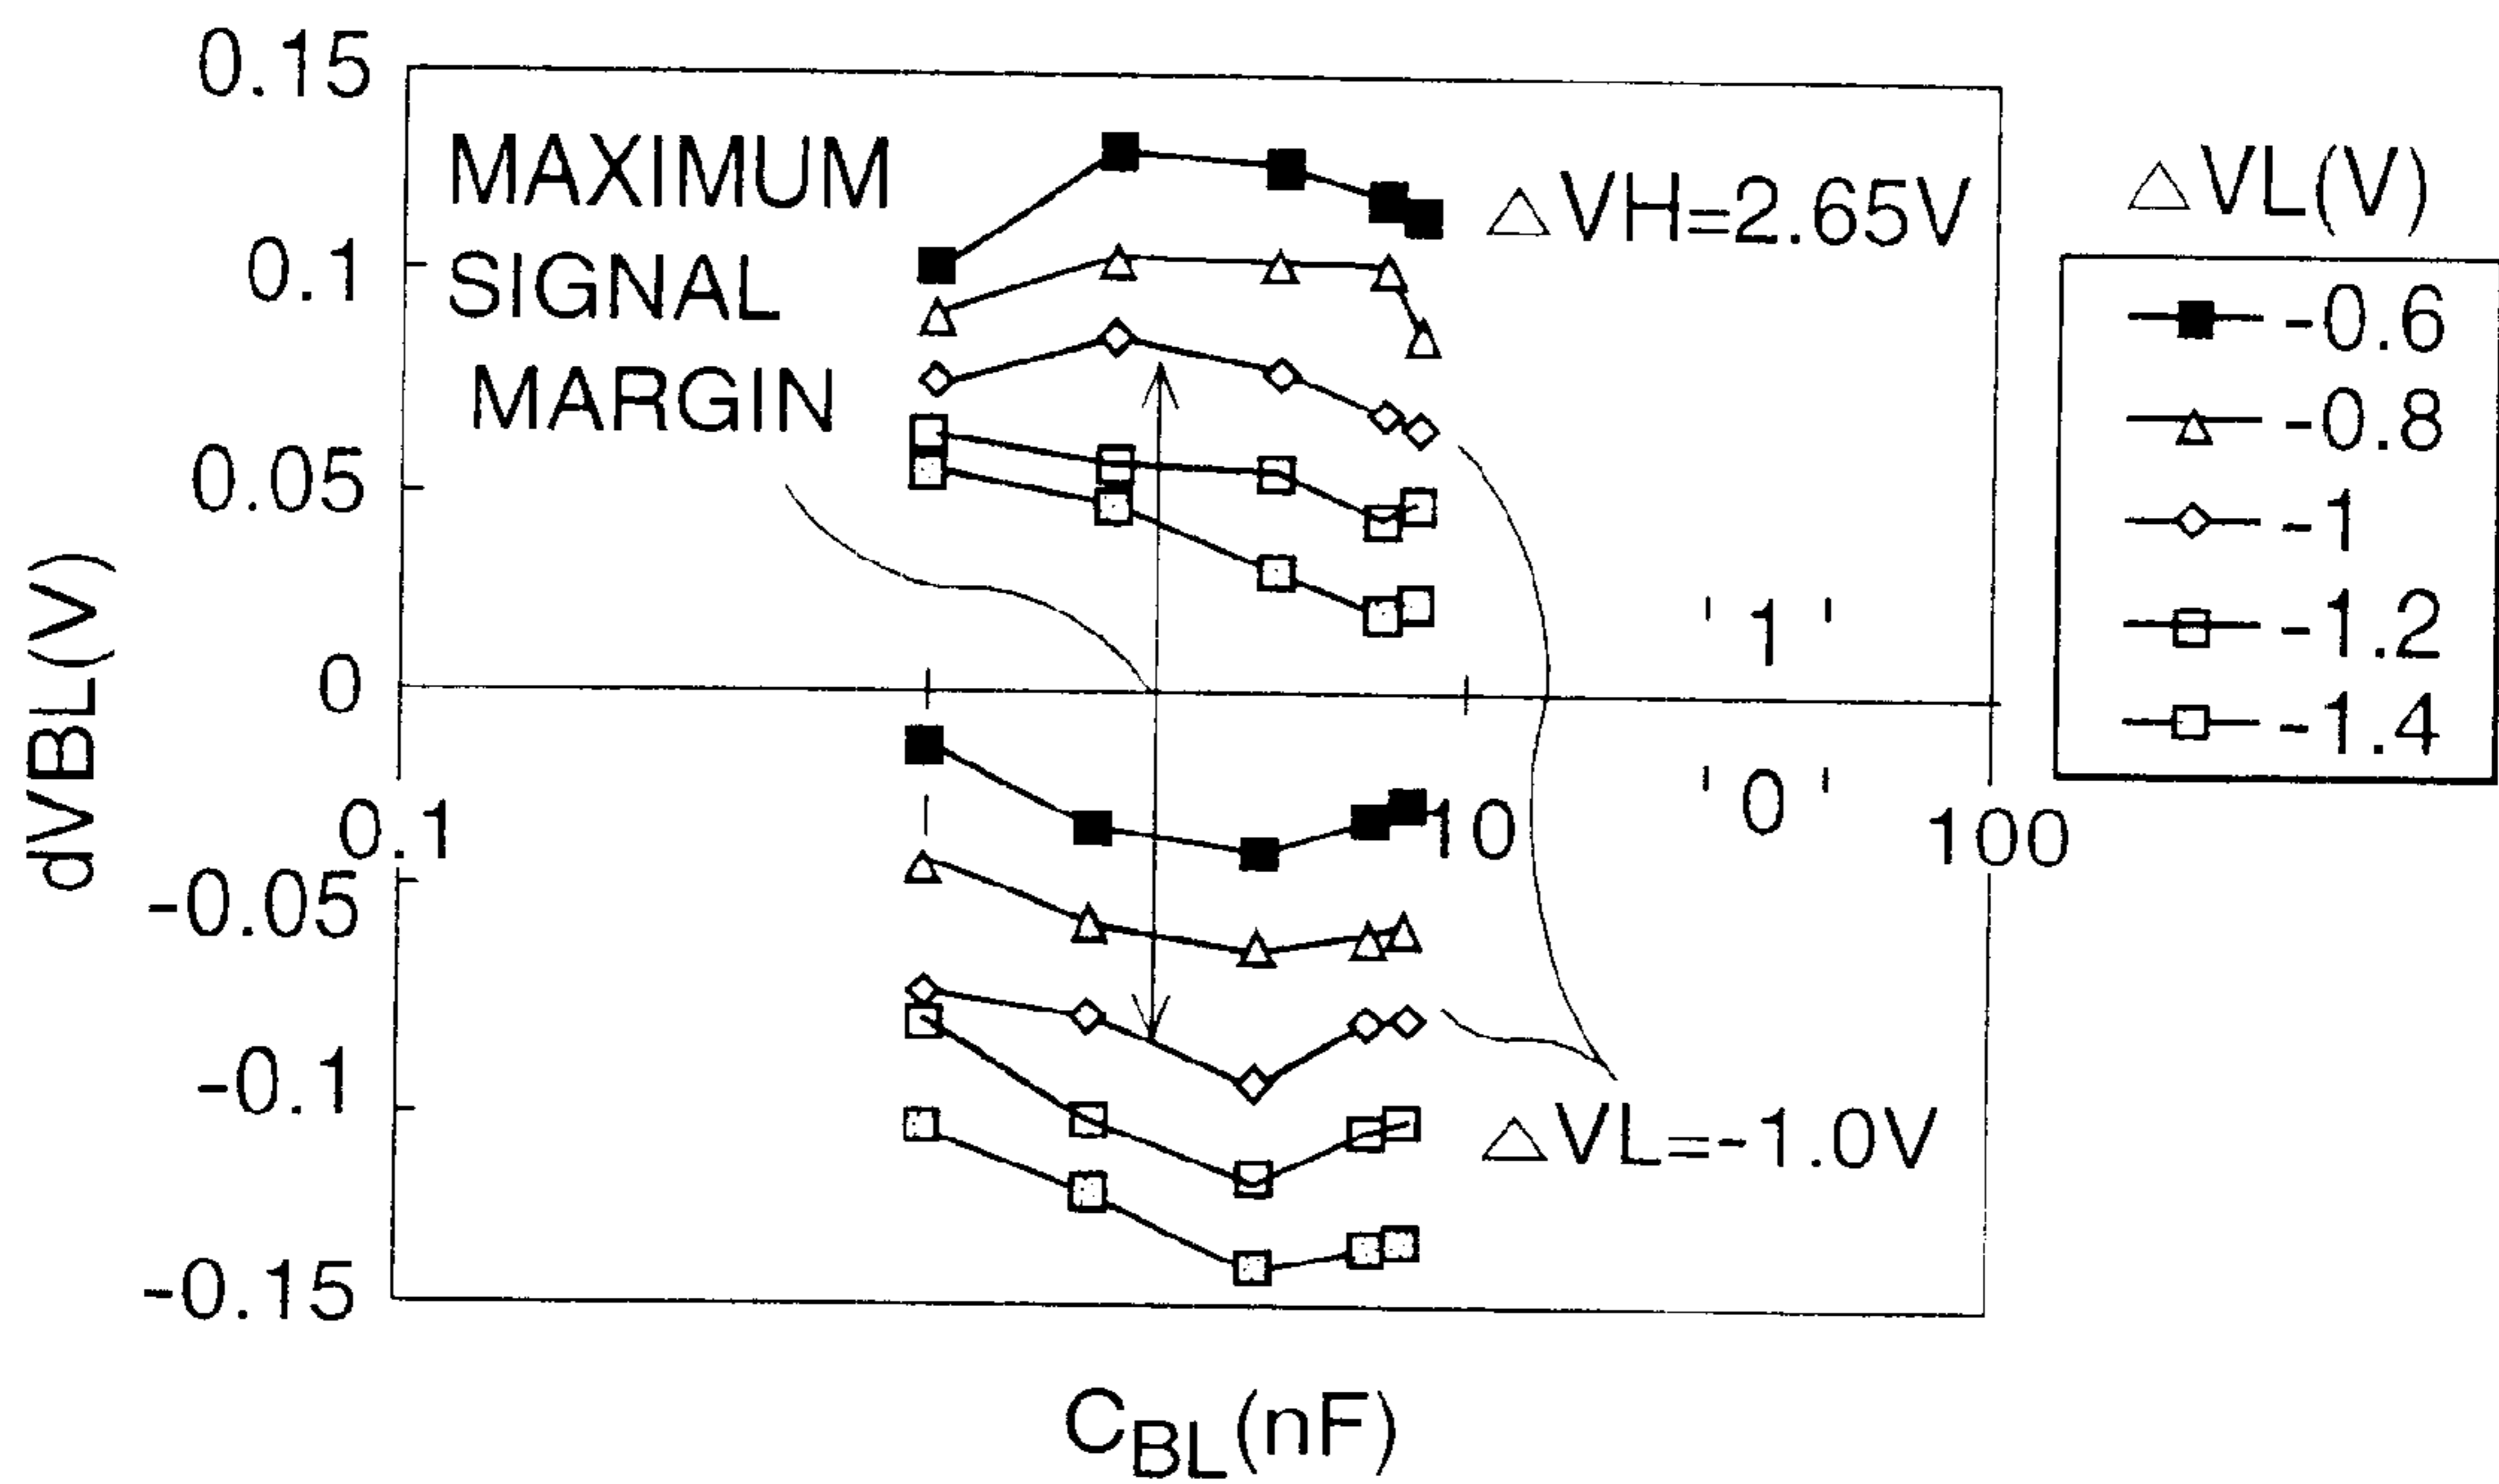 0.15
0.1
0.05
0
-0.05
-0.1
-0.15
dVBL(V)
MAXIMUM
SIGNAL
MARGIN
△VH=2.65V
'1'
'0'
0.1
1
10
100
△VL=-1.0V
CBL(nF)
△VL(V)
-0.6
-0.8
-1
-1.2
-1.4